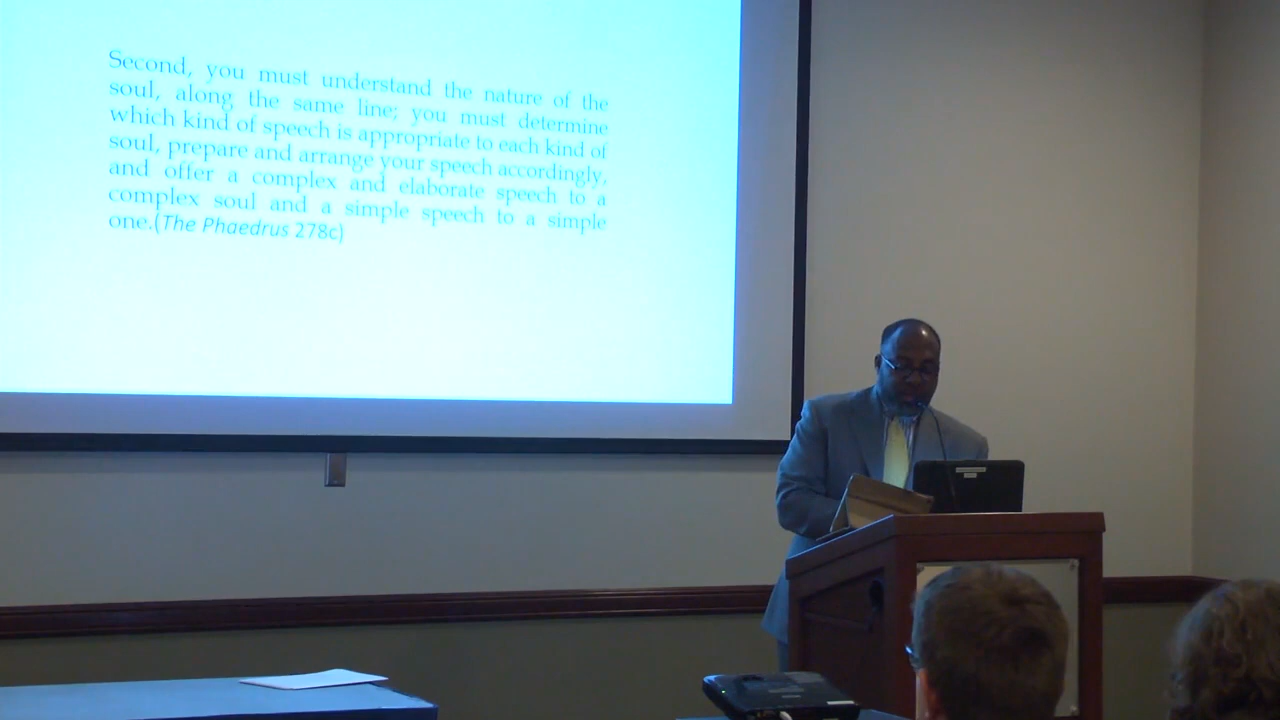 Second, you must understand the nature of the
soul, along the same line; you must determine
which kind of speech is appropriate to each kind of
soul, prepare and arrange your speech accordingly,
and offer a complex and elaborate speech to a
complex soul and a simple speech to a simple
one.(The Phaedrus 278c)